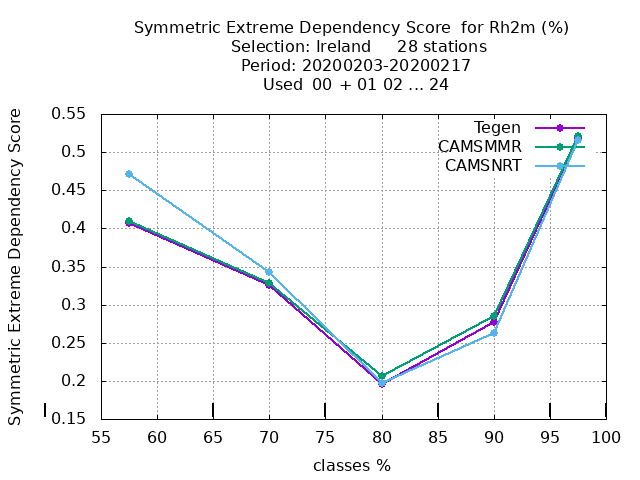 Symmetric Extreme Dependency Score for Rh2m (%)
Selection: Ireland 28 stations
Period: 20200203-20200217
Used 00 + 01 02 ... 24
Symmetric Extreme Dependency Score
0.55
0.5
0.45
0.4
0.35
0.3
0.25
0.2
0.15
Tegen
CAMSMMR
CAMSNRT
55 60 65 70 75 80 85 90 95 100
classes %